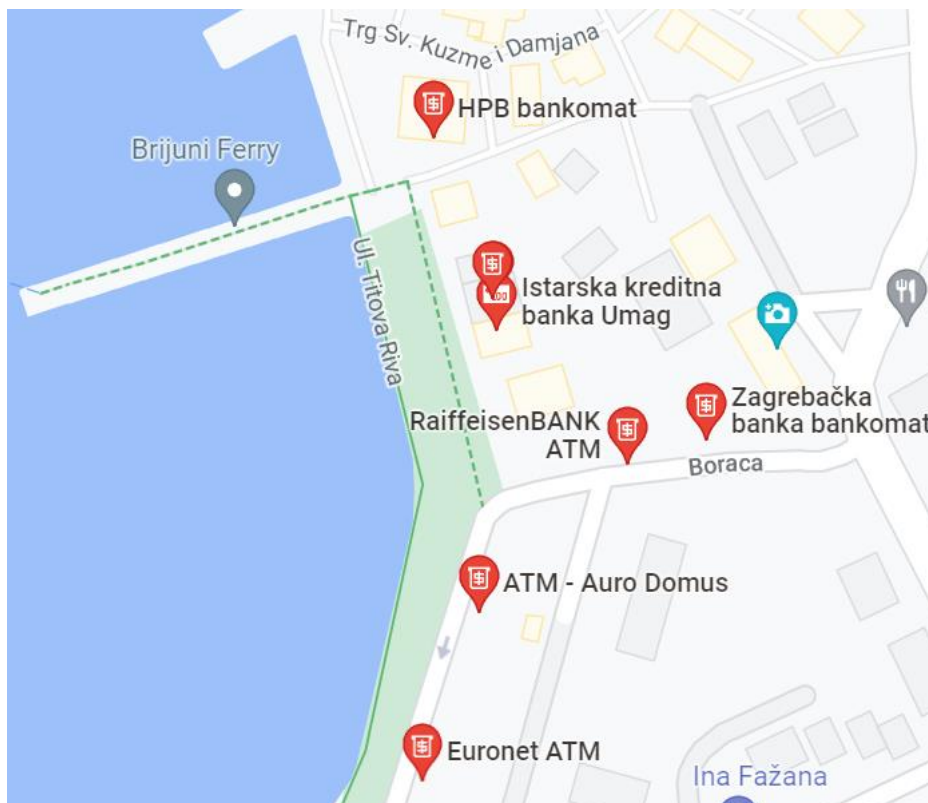 Trg Sv. Kuzme i Damjana
HPB bankomat
Brijuni Ferry
Ul. Titova Riva
Istarska kreditna
banka Umag
Zagrebačka
banka bankomat
RaiffeisenBANK
ATM
Boraca
ATM - Auro Domus
Euronet ATM
Ina Fažana